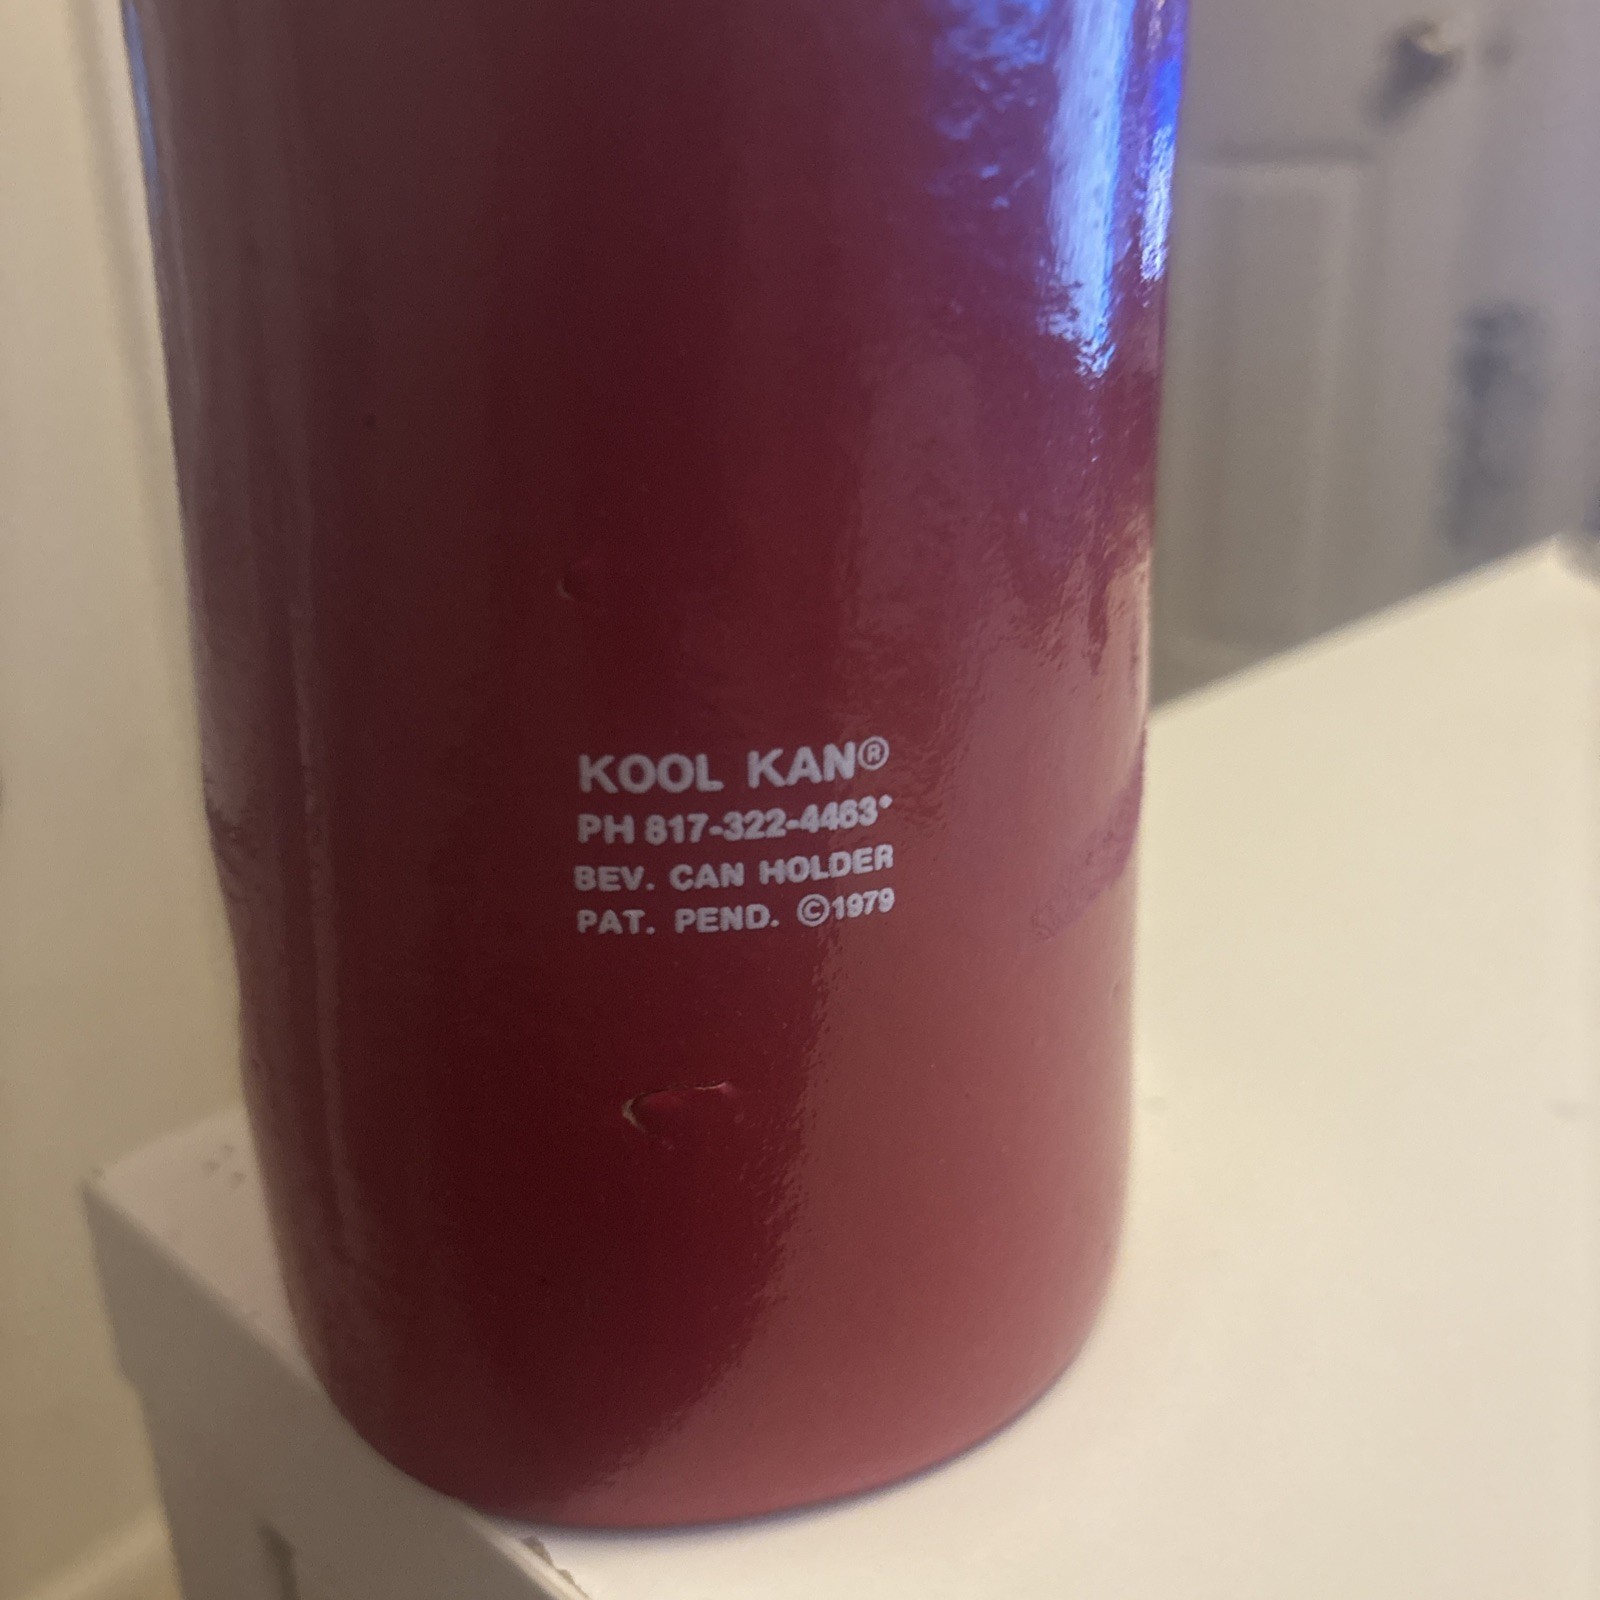 KOOL KAN®
PH 817-322-4463*
BEV. CAN HOLDER
PAT. PEND. ©1979